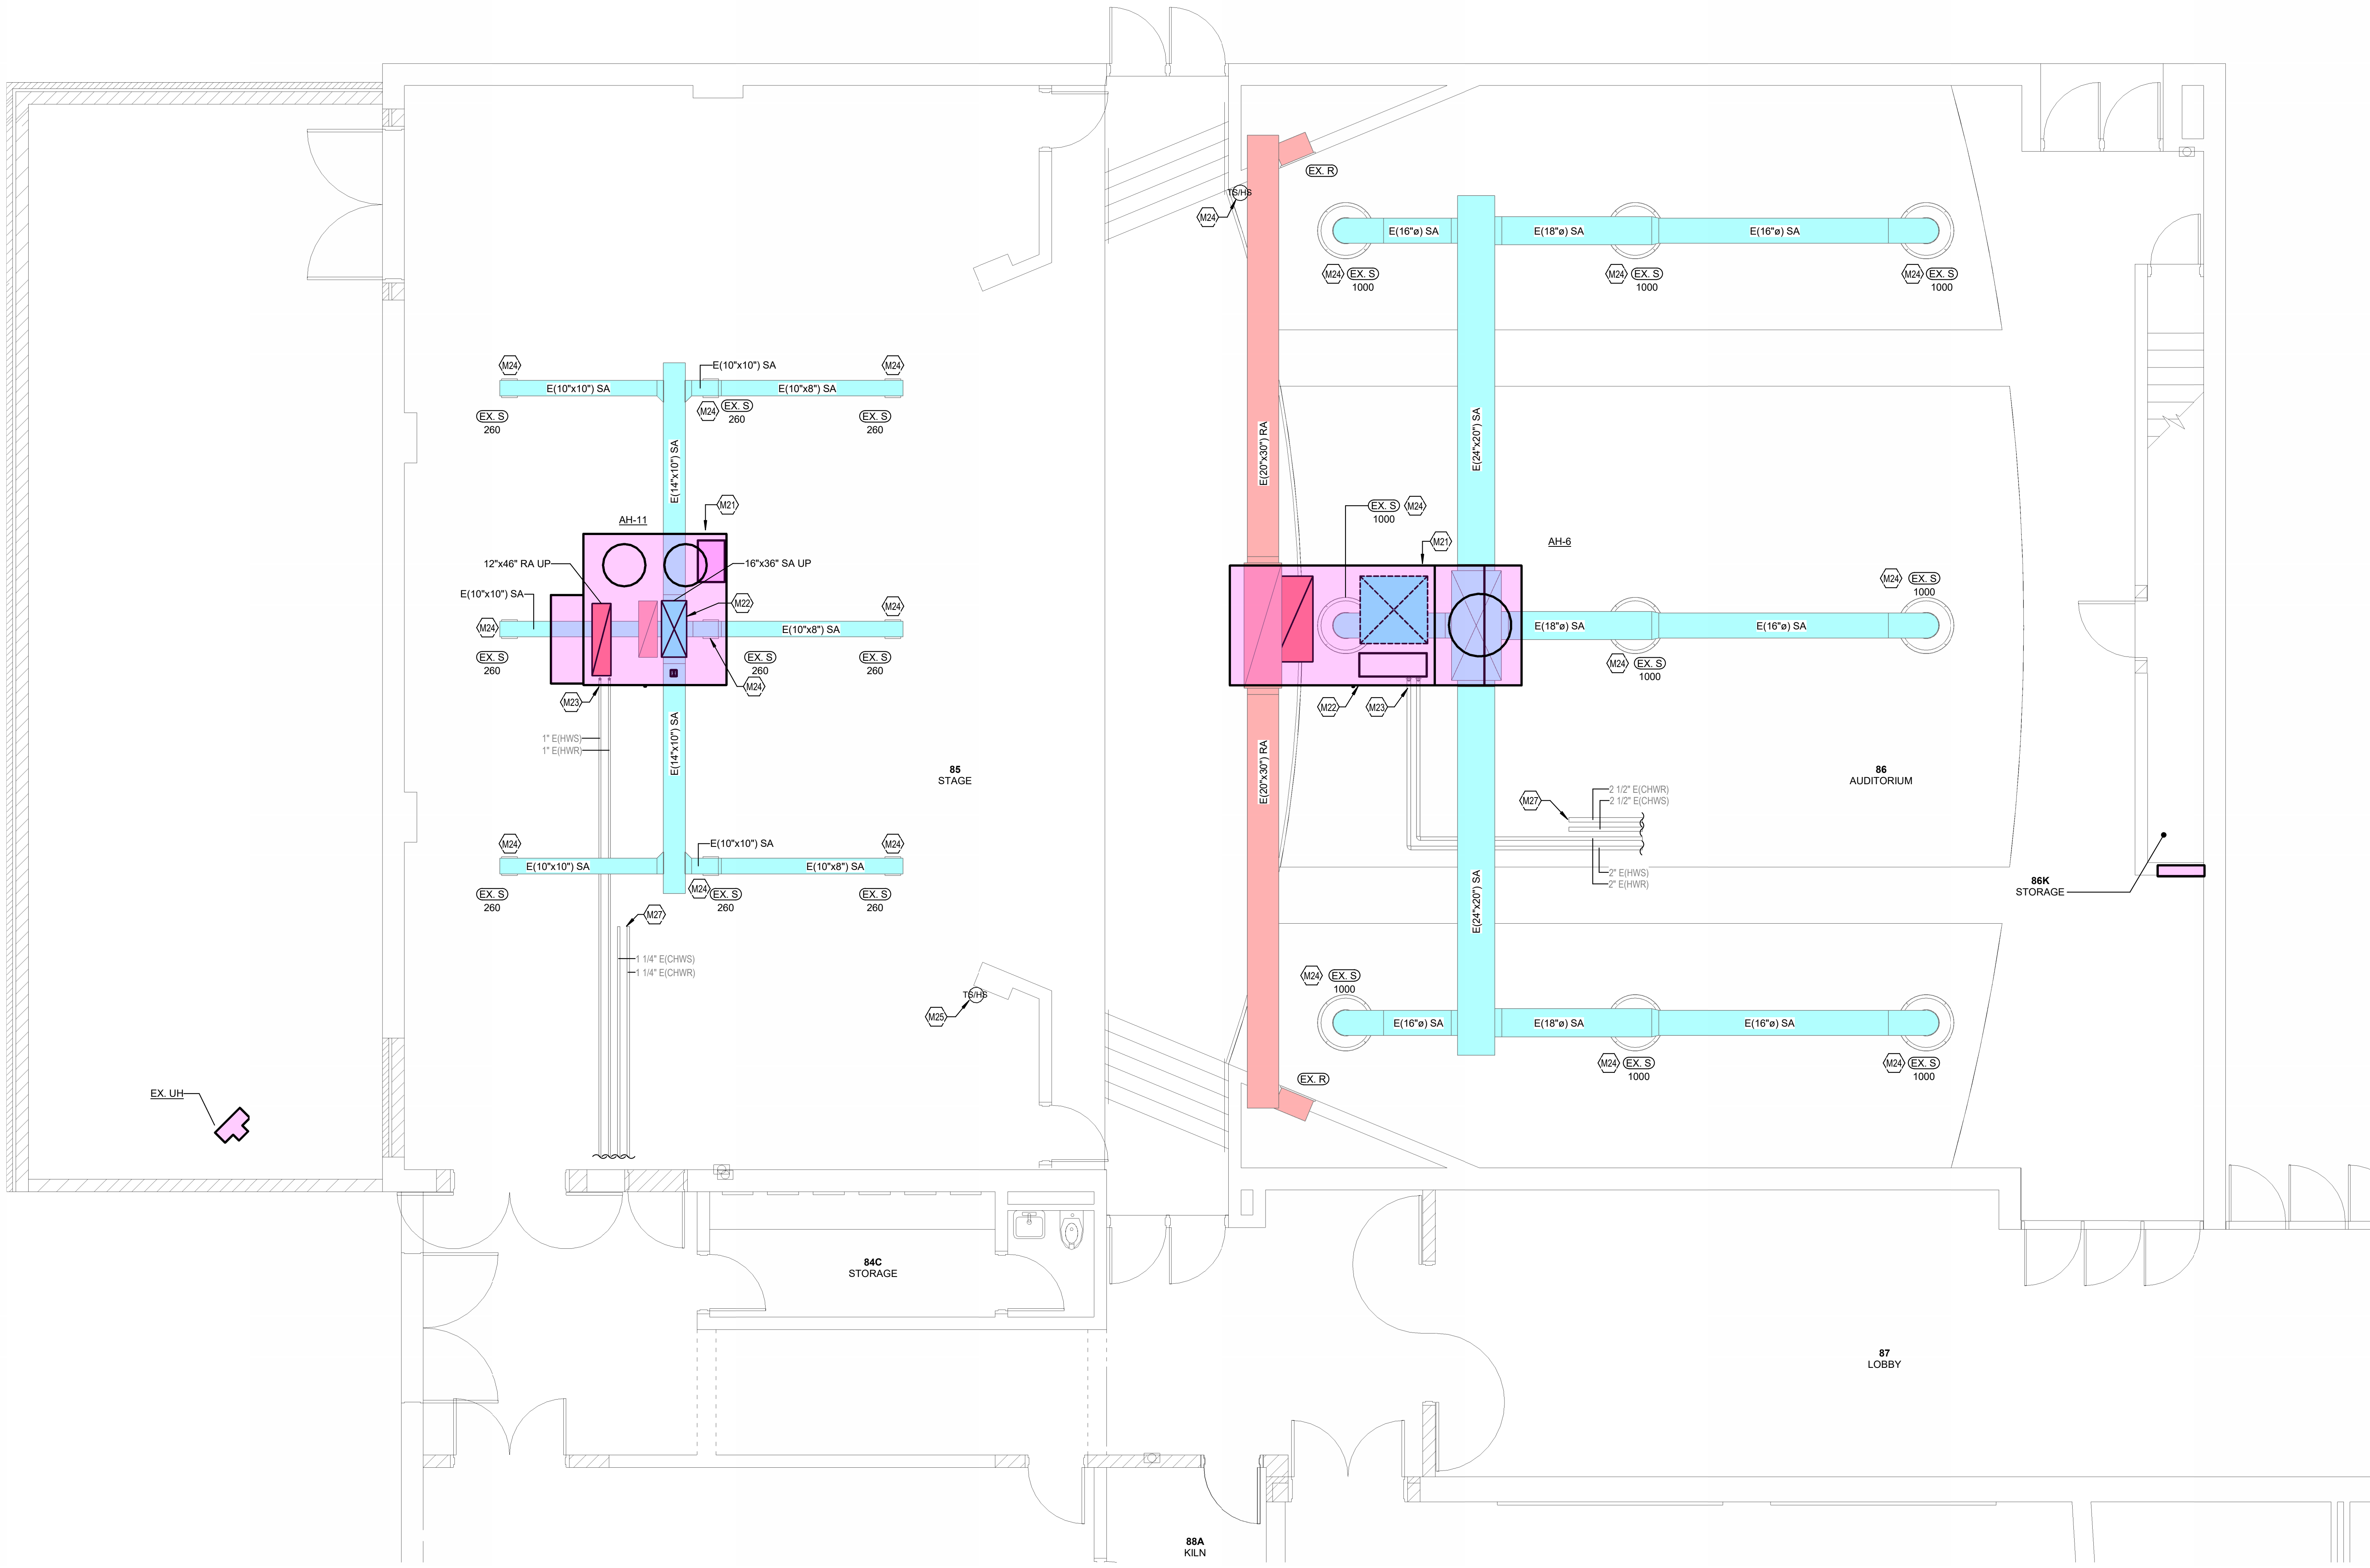 EX. R
TS/HS
M24
E(16"ø) SA
E(18"ø) SA
E(16"ø) SA
M24 EX. S
1000
M24 EX. S
1000
M24 EX. S
1000
M24
M24
E(10"x10") SA
E(10"x10") SA
E(10"x8") SA
EX. S
260
M24 EX. S
260
EX. S
260
E(14"x10") SA
E(20"x30") RA
E(24"x20") SA
AH-11
M21
12"x46" RA UP
16"x36" SA UP
E(10"x10") SA
M22
M24
M24
E(10"x8") SA
EX. S
260
EX. S
260
EX. S
260
M23
M24
1" E(HWS)
1" E(HWR)
E(14"x10") SA
EX. S M24
1000
M21
AH-6
M24 EX. S
1000
E(18"ø) SA
E(16"ø) SA
M24 EX. S
1000
M22
M23
85
STAGE
E(20"x30") RA
86
AUDITORIUM
M27
2 1/2" E(CHWR)
2 1/2" E(CHWS)
2" E(HWS)
2" E(HWR)
E(24"x20") SA
86K
STORAGE
M24
M24
E(10"x10") SA
E(10"x10") SA
E(10"x8") SA
EX. S
260
M24 EX. S
260
EX. S
260
M27
1 1/4" E(CHWS)
1 1/4" E(CHWR)
TS/HS
M25
M24 EX. S
1000
E(16"ø) SA
E(18"ø) SA
E(16"ø) SA
M24 EX. S
1000
M24 EX. S
1000
EX. R
EX. UH
84C
STORAGE
87
LOBBY
88A
KILN